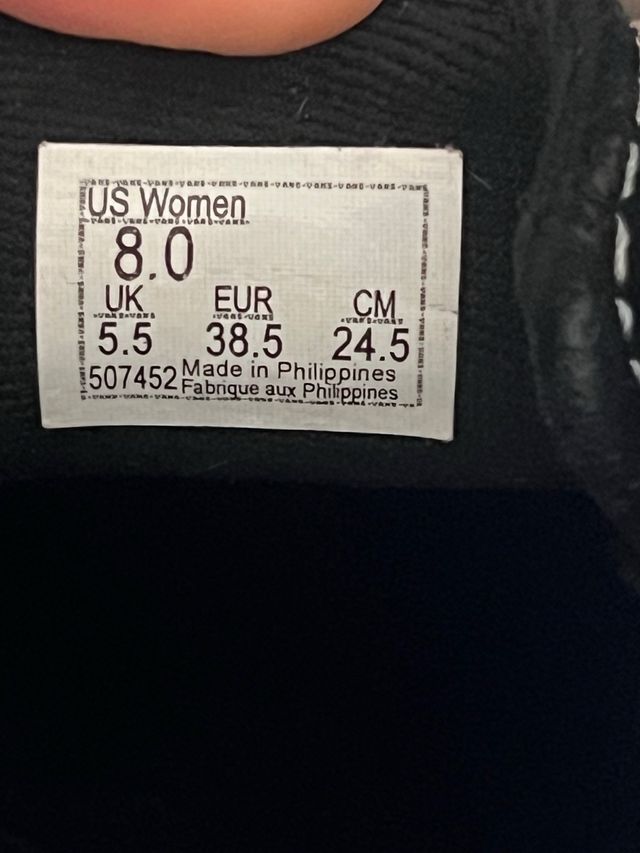 US Women
8.0
UK EUR CM
5.5 38.5 24.5
507452 Made in Philippines
Fabrique aux Philippines